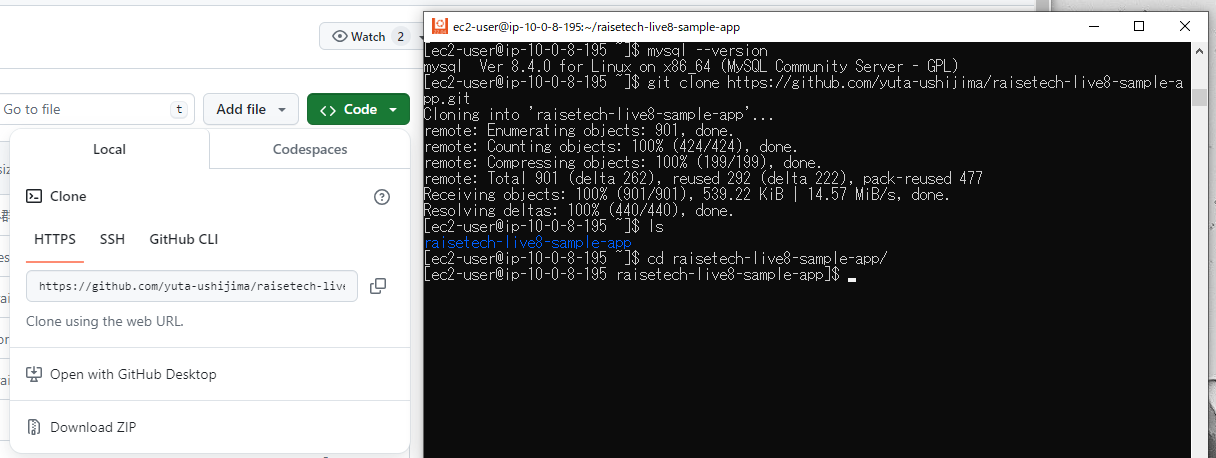 Watch 2
Go to file
t
Add file
Code
Local
Codespaces
Clone
HTTPS
SSH
GitHub CLI
https://github.com/yuta-ushijima/raisetech-live
Clone using the web URL.
Open with GitHub Desktop
Download ZIP
ec2-user@ip-10-0-8-195:~/raisetech-live8-sample-app
[ec2-user@ip-10-0-8-195 ~]$ mysql --version
mysql  Ver 8.4.0 for Linux on x86_64 (MySQL Community Server - GPL)
[ec2-user@ip-10-0-8-195 ~]$ git clone https://github.com/yuta-ushijima/raisetech-live8-sample-a
pp.git
Cloning into 'raisetech-live8-sample-app'...
remote: Enumerating objects: 901, done.
remote: Counting objects: 100% (424/424), done.
remote: Compressing objects: 100% (199/199), done.
remote: Total 901 (delta 262), reused 292 (delta 222), pack-reused 477
Receiving objects: 100% (901/901), 539.22 KiB | 14.57 MiB/s, done.
Resolving deltas: 100% (440/440), done.
[ec2-user@ip-10-0-8-195 ~]$ ls
raisetech-live8-sample-app
[ec2-user@ip-10-0-8-195 ~]$ cd raisetech-live8-sample-app/
[ec2-user@ip-10-0-8-195 raisetech-live8-sample-app]$